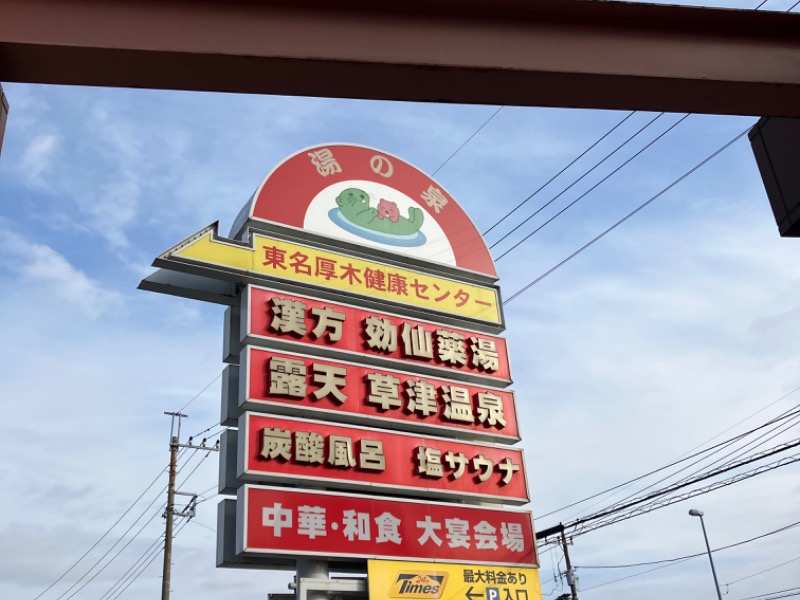 湯の泉
東名厚木健康センター
漢方 効仙薬湯
露天 草津温泉
炭酸風呂 塩サウナ
中華・和食 大宴会場
24h Times 最大料金あり
←P入口